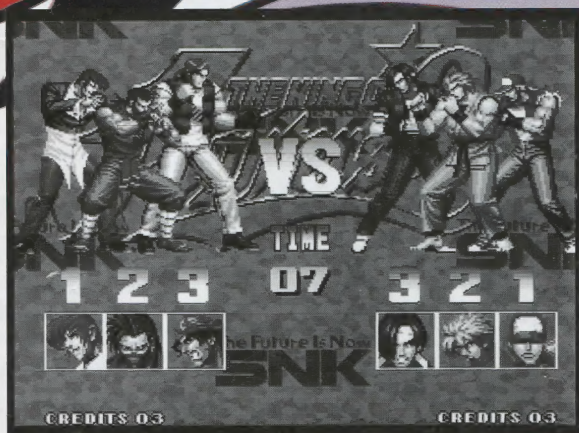 SNK
THE KING O
VS
TIME
07
1 2 3
3 2 1
The Future Is Now
SNK
CREDITS 03
CREDITS 03